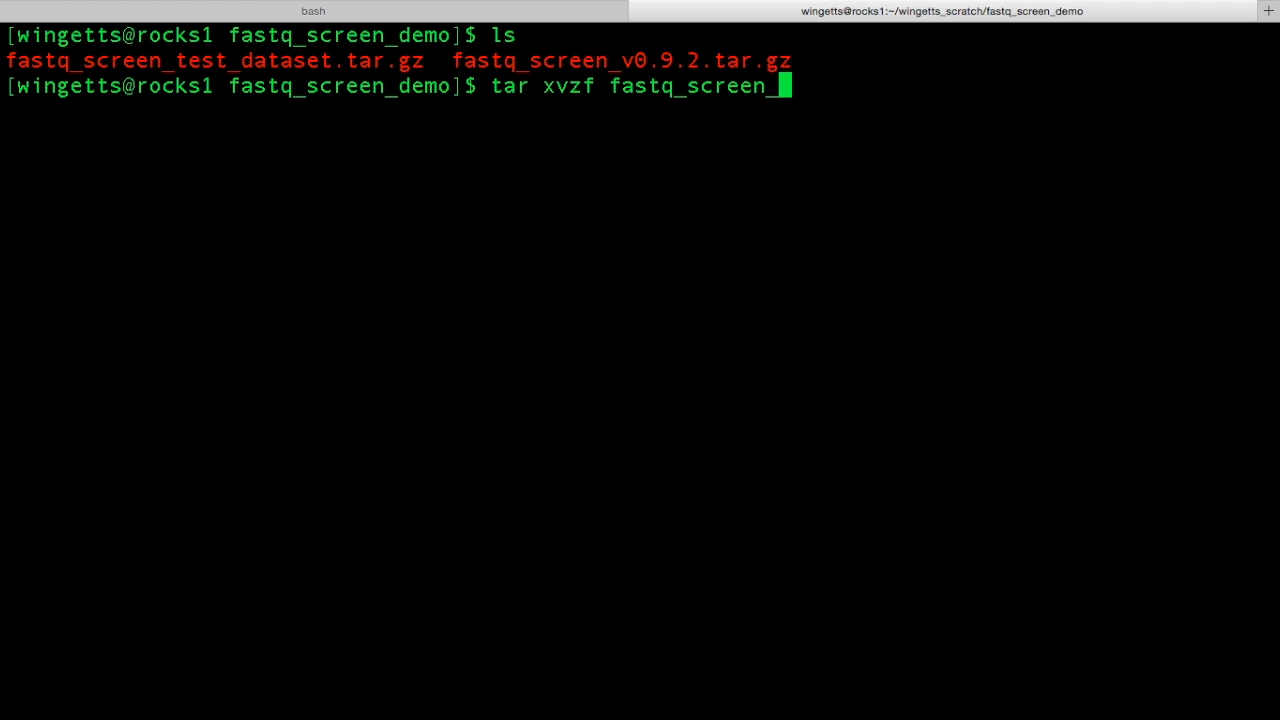 bash
wingetts@rocks1:~/wingetts_scratch/fastq_screen_demo
+
[wingetts@rocks1 fastq_screen_demo]$ ls
fastq_screen_test_dataset.tar.gz  fastq_screen_v0.9.2.tar.gz
[wingetts@rocks1 fastq_screen_demo]$ tar xvzf fastq_screen_